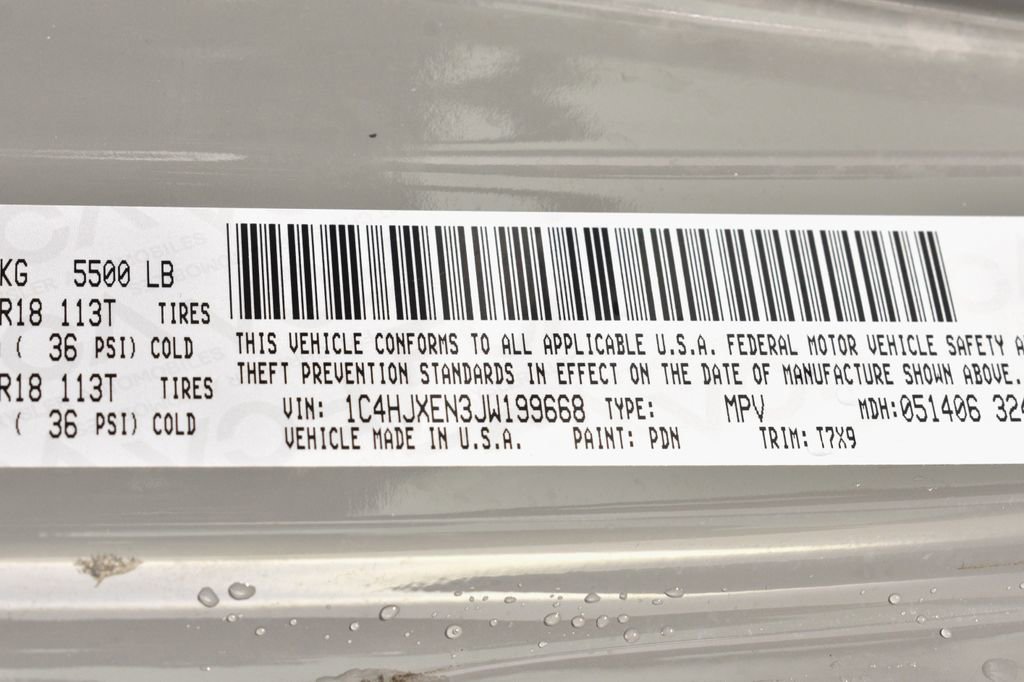 KG 5500 LB
R18 113T TIRES
( 36 PSI) COLD
R18 113T TIRES
( 36 PSI) COLD
THIS VEHICLE CONFORMS TO ALL APPLICABLE U.S.A. FEDERAL MOTOR VEHICLE SAFETY
THEFT PREVENTION STANDARDS IN EFFECT ON THE DATE OF MANUFACTURE SHOWN ABOVE.
VIN: 1C4HJXEN3JW199668 TYPE: MPV MDH:051406 32
VEHICLE MADE IN U.S.A. PAINT: PDN TRIM: T7X9